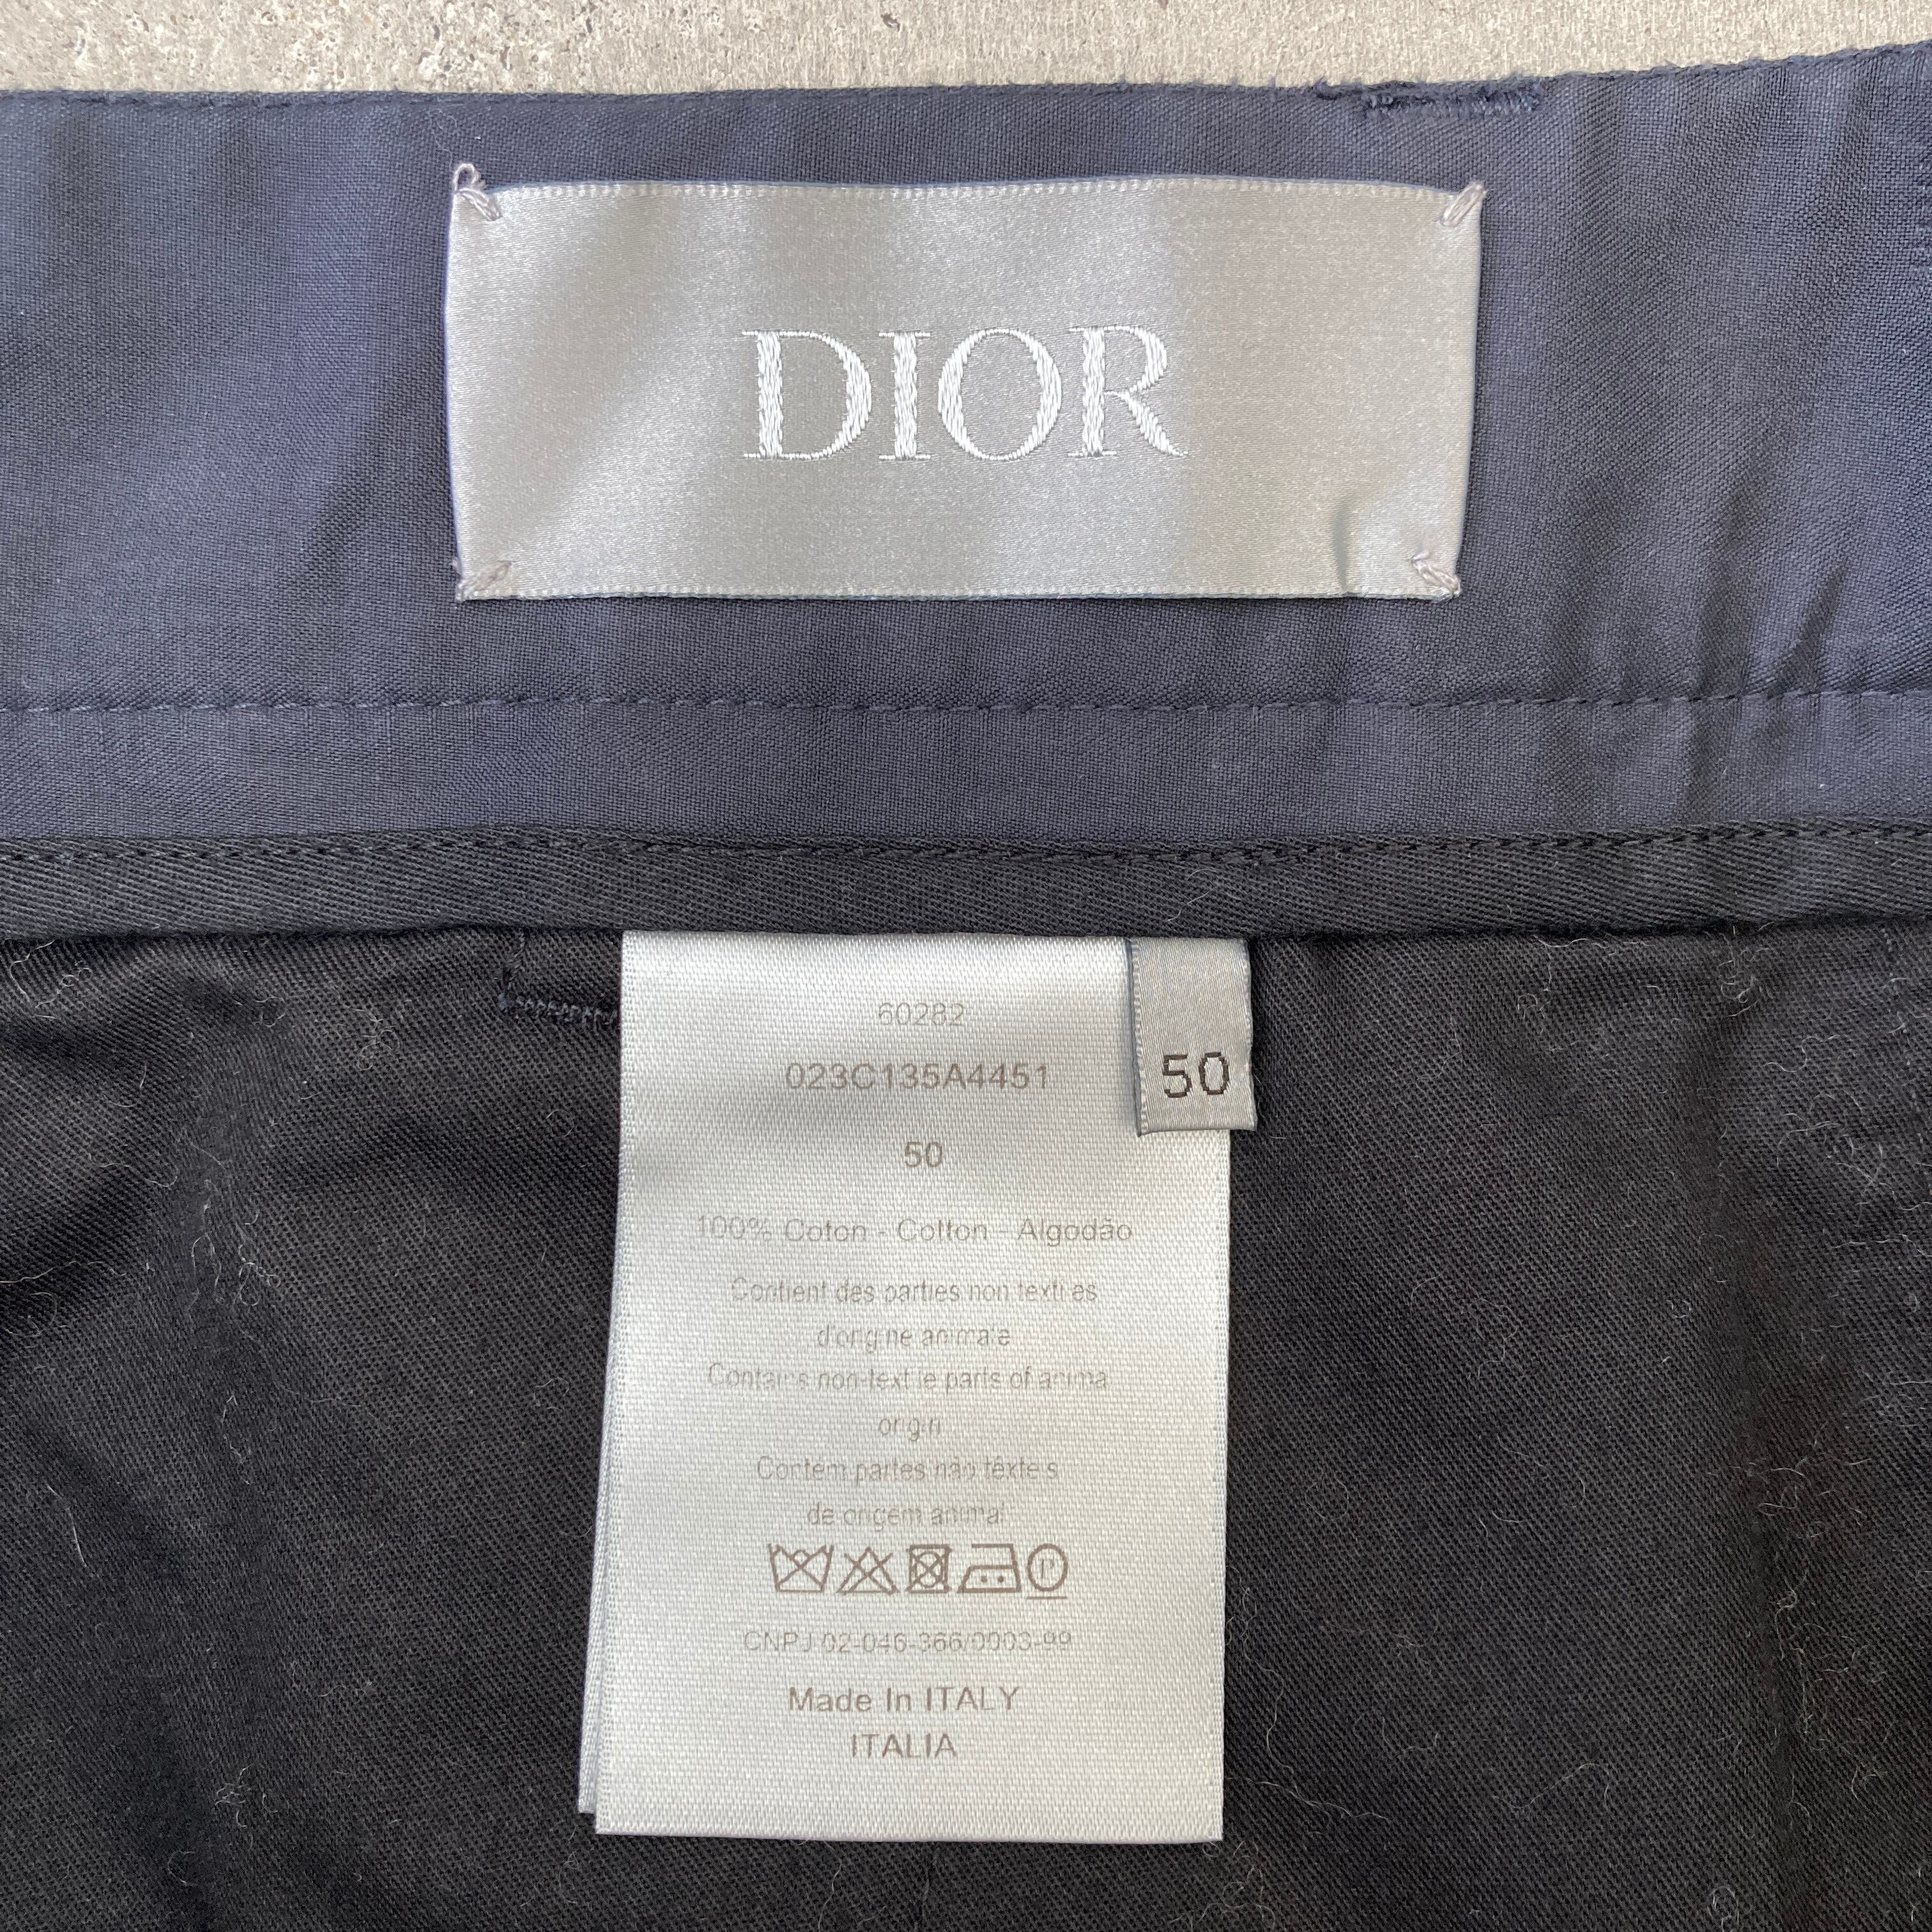 DIOR
60282
023C135A4451
50
50
100% Coton - Cotton - Algodão
Contient des parties non textiles
d'origine animale
Contains non-textile parts of animal
origin
Contém partes não têxteis
de origem animal
CNPJ 02-046-366/0003-99
Made In ITALY
ITALIA